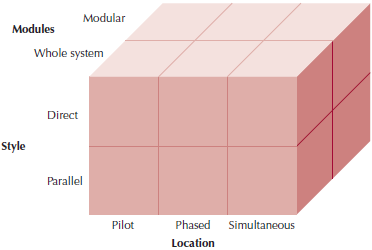 Modular
Modules
Whole system
Direct
Style
Parallel
Pilot Phased Simultaneous
Location